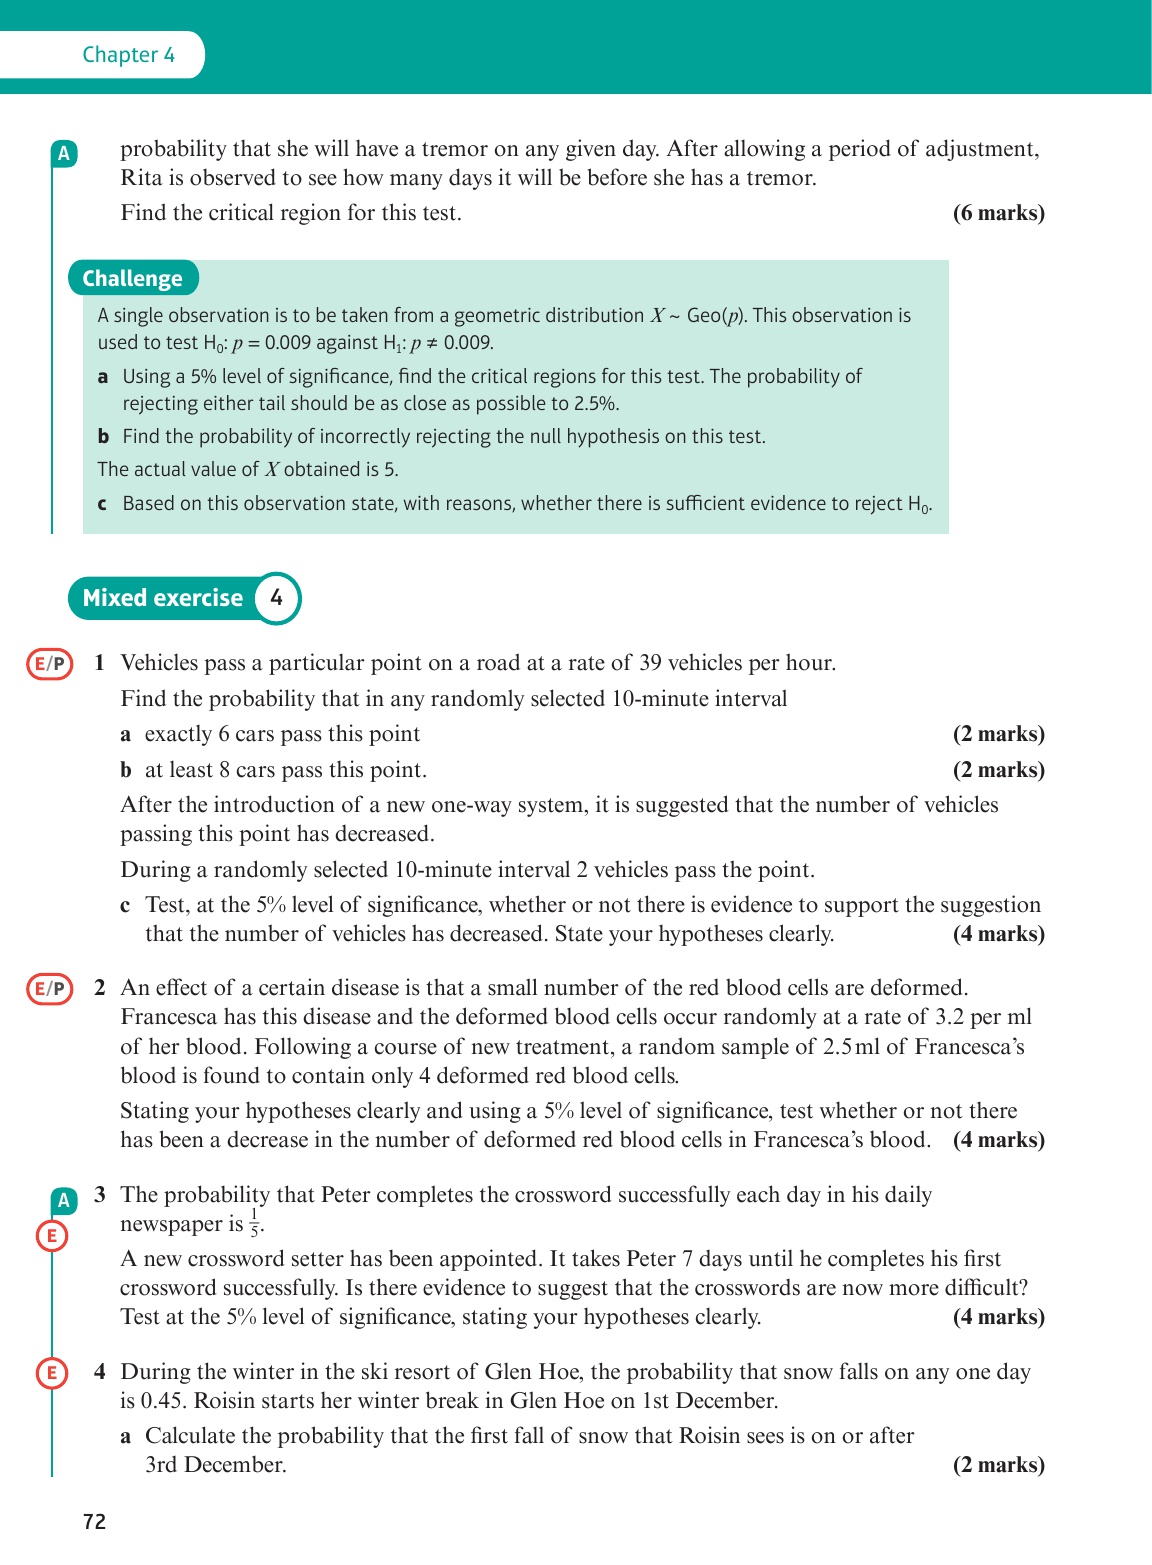 Chapter 4
A
probability that she will have a tremor on any given day. After allowing a period of adjustment,
Rita is observed to see how many days it will be before she has a tremor.
Find the critical region for this test. (6 marks)
Challenge
A single observation is to be taken from a geometric distribution X ~ Geo(p). This observation is
used to test H₀: p = 0.009 against H₁: p ≠ 0.009.
a Using a 5% level of significance, find the critical regions for this test. The probability of
rejecting either tail should be as close as possible to 2.5%.
b Find the probability of incorrectly rejecting the null hypothesis on this test.
The actual value of X obtained is 5.
c Based on this observation state, with reasons, whether there is sufficient evidence to reject H₀.
Mixed exercise 4
E/P 1 Vehicles pass a particular point on a road at a rate of 39 vehicles per hour.
Find the probability that in any randomly selected 10-minute interval
a exactly 6 cars pass this point (2 marks)
b at least 8 cars pass this point. (2 marks)
After the introduction of a new one-way system, it is suggested that the number of vehicles
passing this point has decreased.
During a randomly selected 10-minute interval 2 vehicles pass the point.
c Test, at the 5% level of significance, whether or not there is evidence to support the suggestion
that the number of vehicles has decreased. State your hypotheses clearly. (4 marks)
E/P 2 An effect of a certain disease is that a small number of the red blood cells are deformed.
Francesca has this disease and the deformed blood cells occur randomly at a rate of 3.2 per ml
of her blood. Following a course of new treatment, a random sample of 2.5 ml of Francesca's
blood is found to contain only 4 deformed red blood cells.
Stating your hypotheses clearly and using a 5% level of significance, test whether or not there
has been a decrease in the number of deformed red blood cells in Francesca's blood. (4 marks)
A 3 The probability that Peter completes the crossword successfully each day in his daily
E newspaper is 1/5.
A new crossword setter has been appointed. It takes Peter 7 days until he completes his first
crossword successfully. Is there evidence to suggest that the crosswords are now more difficult?
Test at the 5% level of significance, stating your hypotheses clearly. (4 marks)
E 4 During the winter in the ski resort of Glen Hoe, the probability that snow falls on any one day
is 0.45. Roisin starts her winter break in Glen Hoe on 1st December.
a Calculate the probability that the first fall of snow that Roisin sees is on or after
3rd December. (2 marks)
72